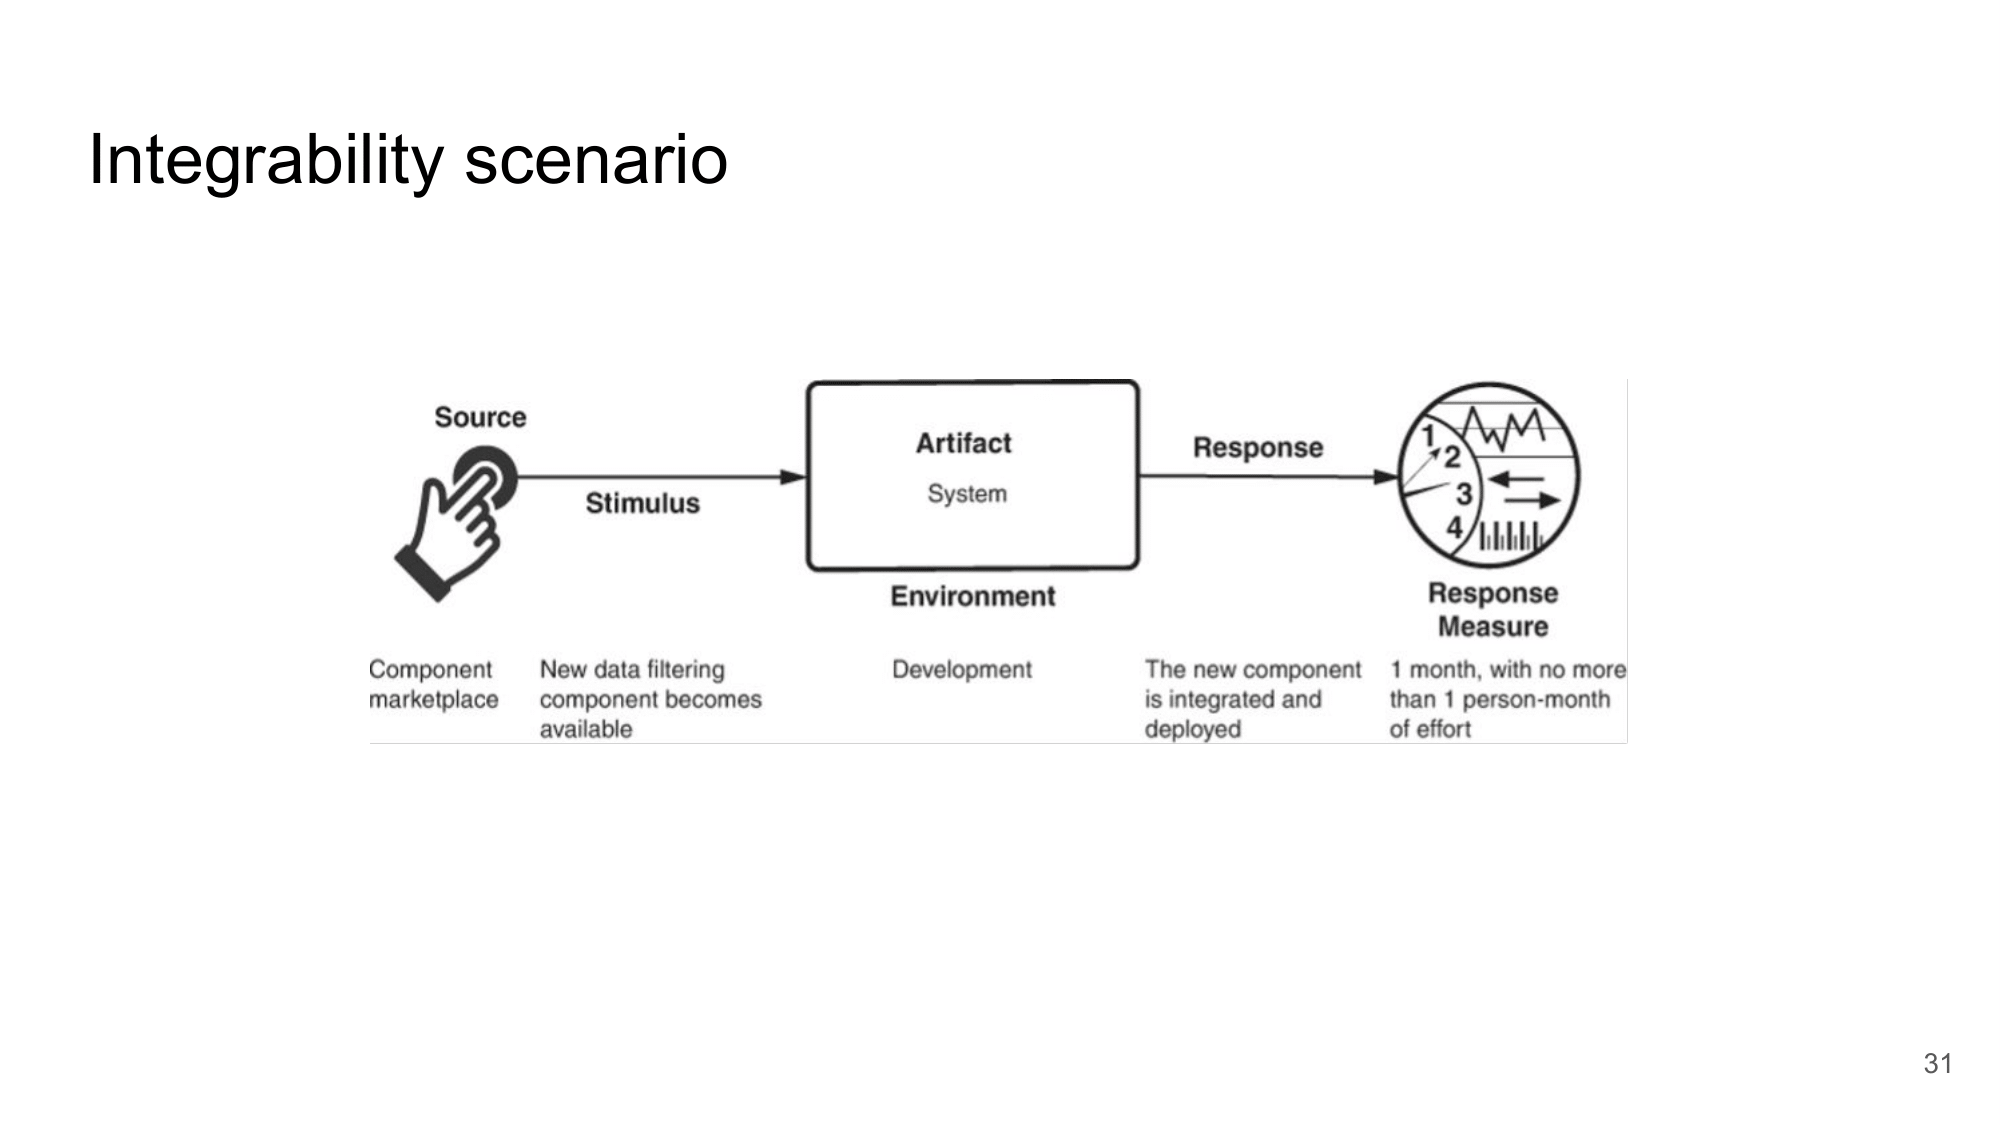 Integrability scenario
Source
Stimulus
Artifact
System
Environment
Response
1
2
3
4
Response
Measure
Component
marketplace
New data filtering
component becomes
available
Development
The new component
is integrated and
deployed
1 month, with no more
than 1 person-month
of effort
31